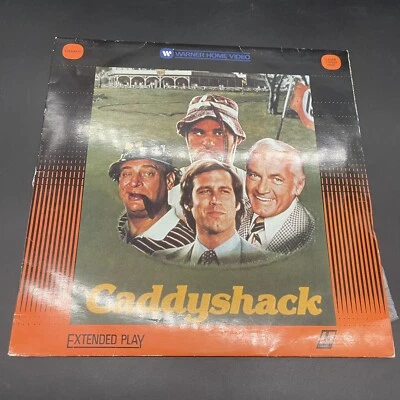 WARNER HOME VIDEO
Caddyshack
EXTENDED PLAY